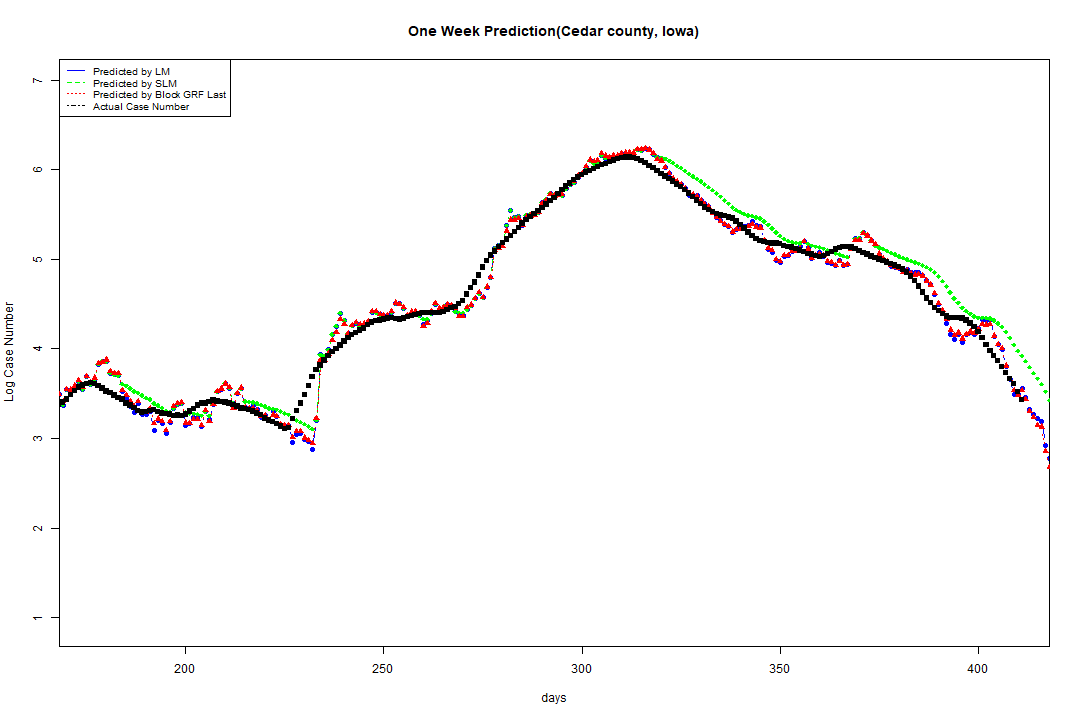 One Week Prediction(Cedar county, Iowa)
Predicted by LM
Predicted by SLM
Predicted by Block GRF Last
Actual Case Number
7
6
5
4
3
2
1
Log Case Number
200 250 300 350 400
days